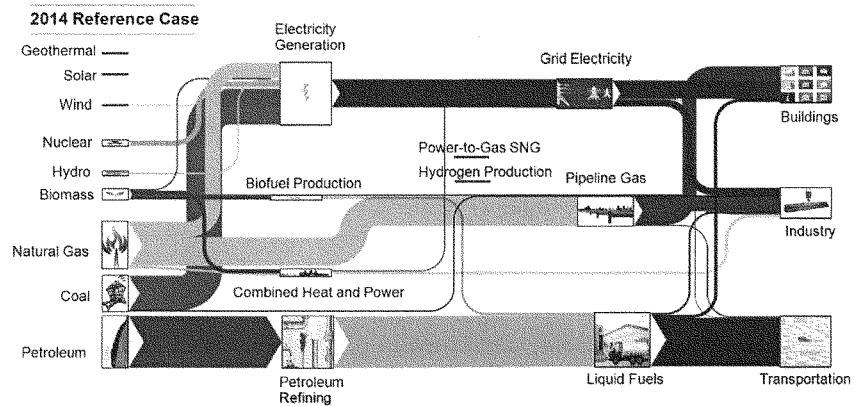 2014 Reference Case
Geothermal
Solar
Wind
Nuclear
Hydro
Biomass
Natural Gas
Coal
Petroleum
Electricity
Generation
Biofuel Production
Combined Heat and Power
Petroleum
Refining
Power-to-Gas SNG
Hydrogen Production
Grid Electricity
Pipeline Gas
Liquid Fuels
Buildings
Industry
Transportation